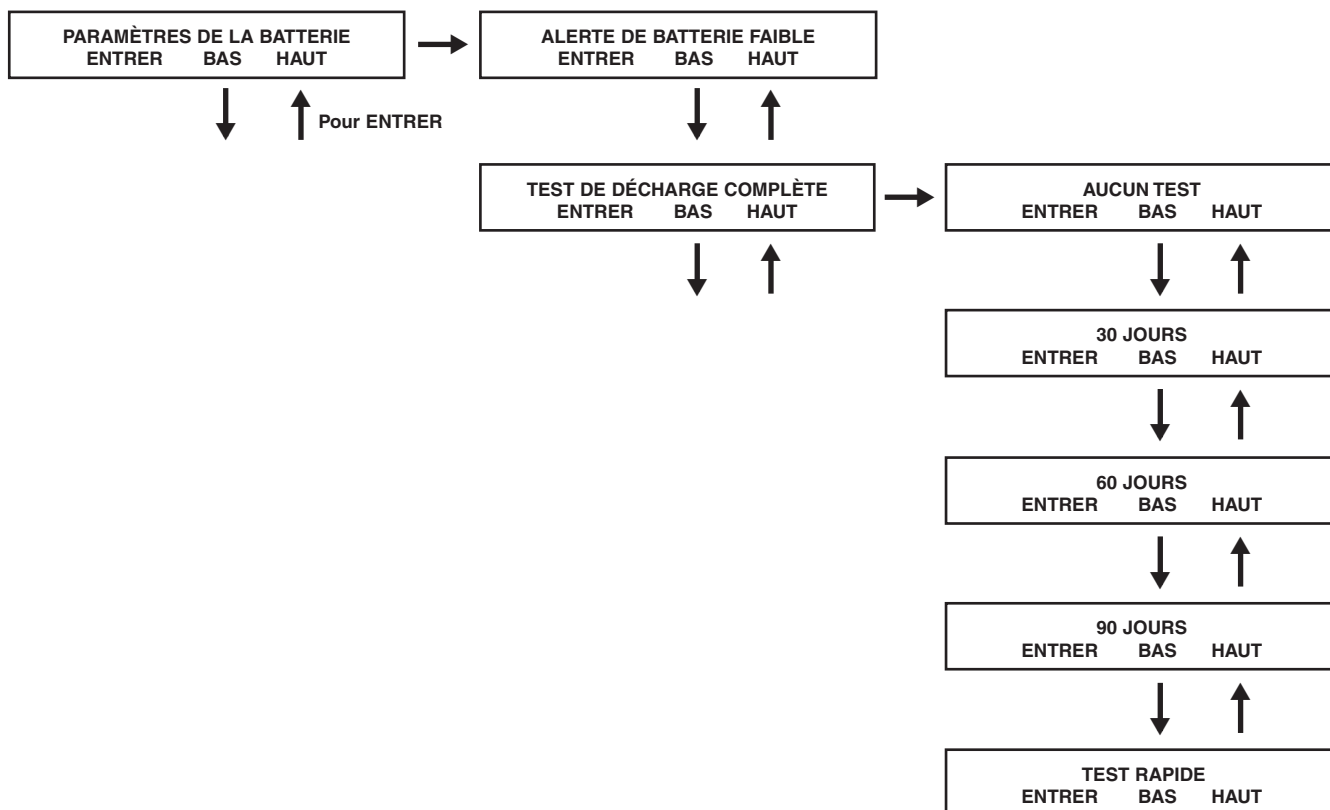 PARAMÈTRES DE LA BATTERIE
ENTRER BAS HAUT
ALERTE DE BATTERIE FAIBLE
ENTRER BAS HAUT
Pour ENTRER
TEST DE DÉCHARGE COMPLÈTE
ENTRER BAS HAUT
AUCUN TEST
ENTRER BAS HAUT
30 JOURS
ENTRER BAS HAUT
60 JOURS
ENTRER BAS HAUT
90 JOURS
ENTRER BAS HAUT
TEST RAPIDE
ENTRER BAS HAUT